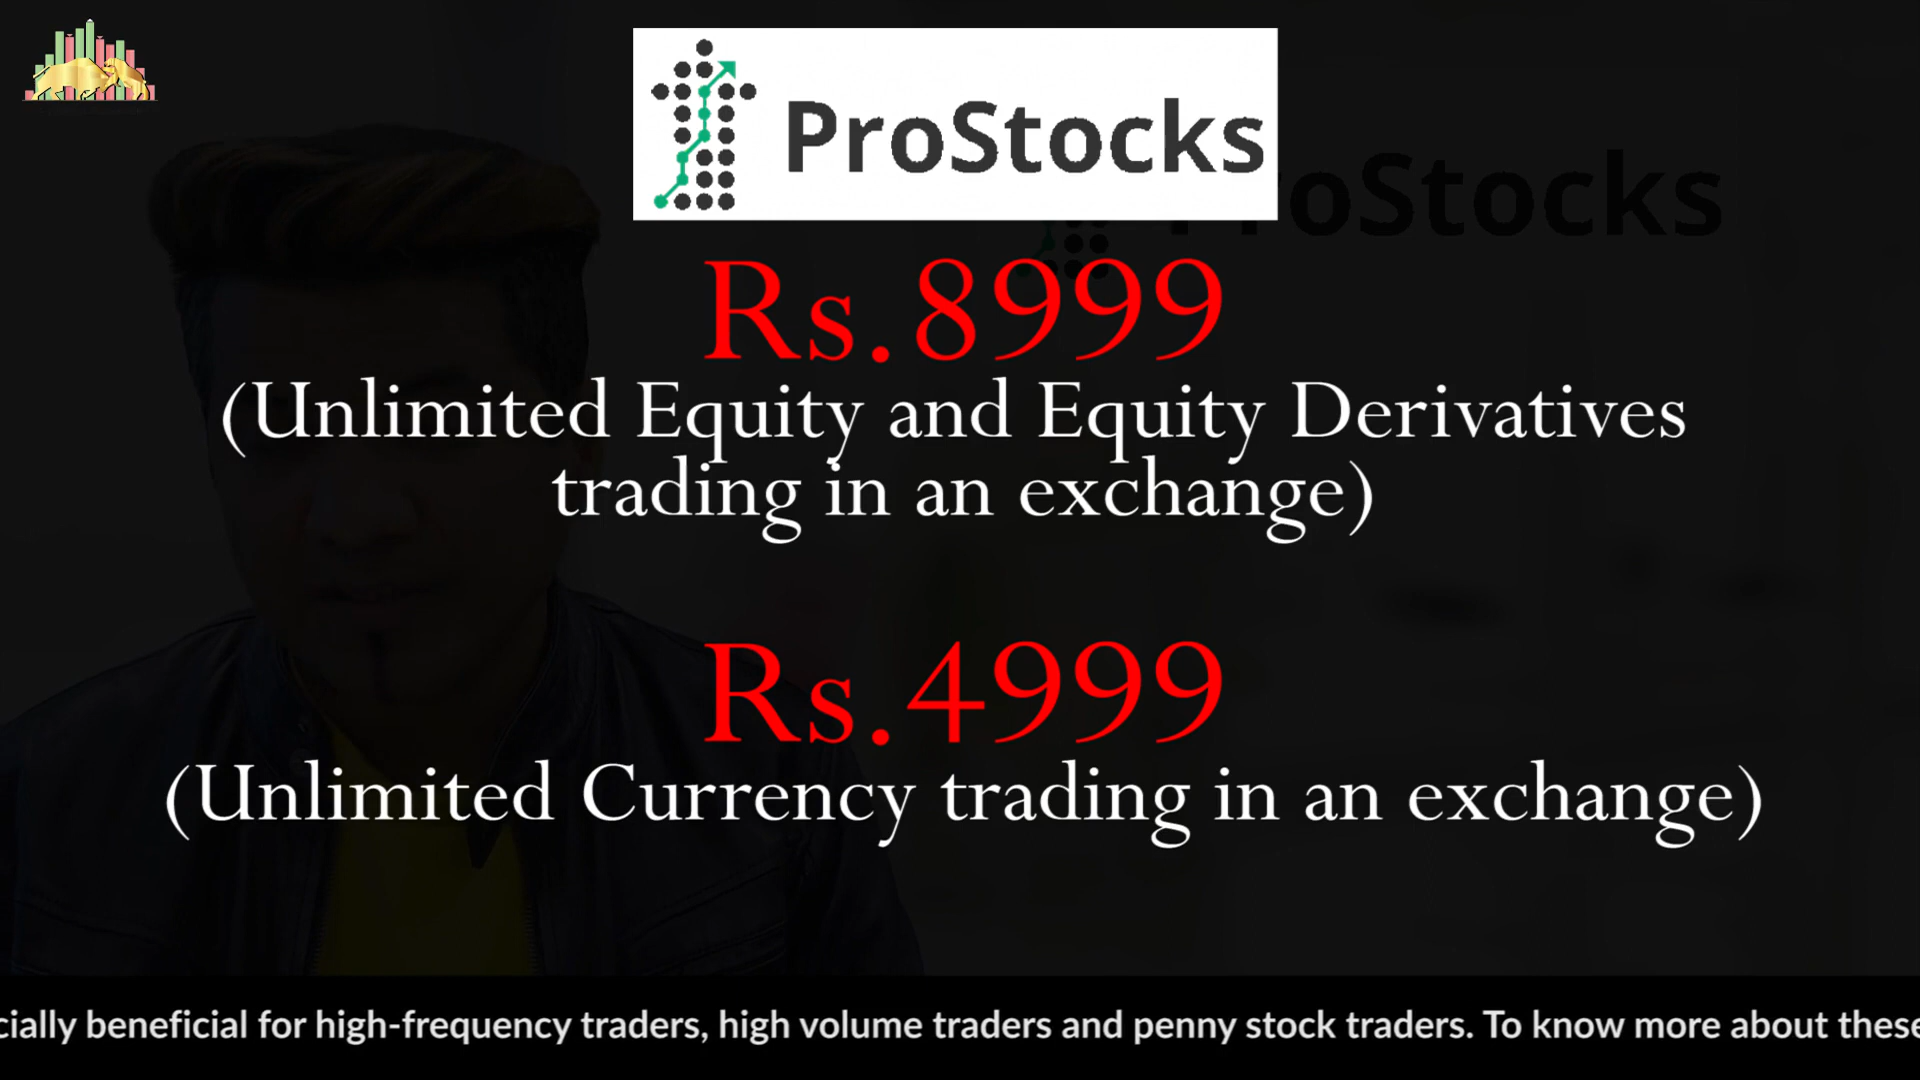 ProStocks
ProStocks
Rs.8999
(Unlimited Equity and Equity Derivatives
trading in an exchange)
Rs.4999
(Unlimited Currency trading in an exchange)
cially beneficial for high-frequency traders, high volume traders and penny stock traders. To know more about these